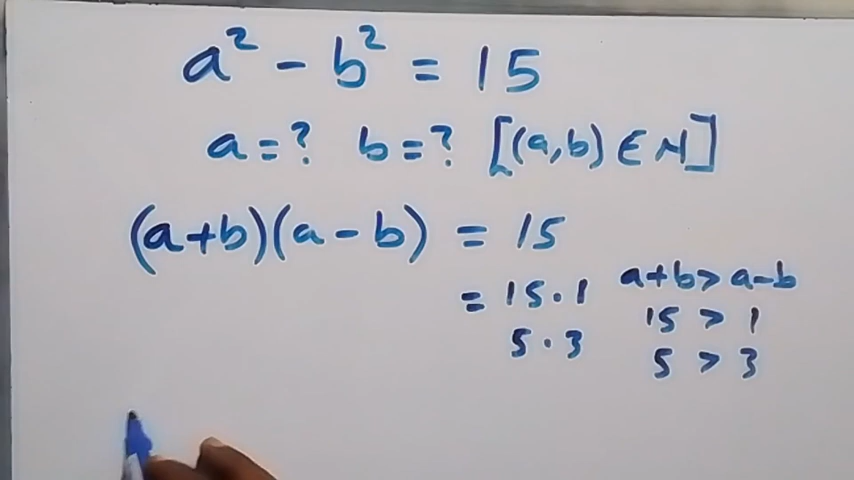 a² - b² = 15
a = ? b = ? [(a, b) ∈ N]
(a+b)(a-b) = 15
= 15 · 1 a+b > a-b
5 · 3 15 > 1
5 > 3